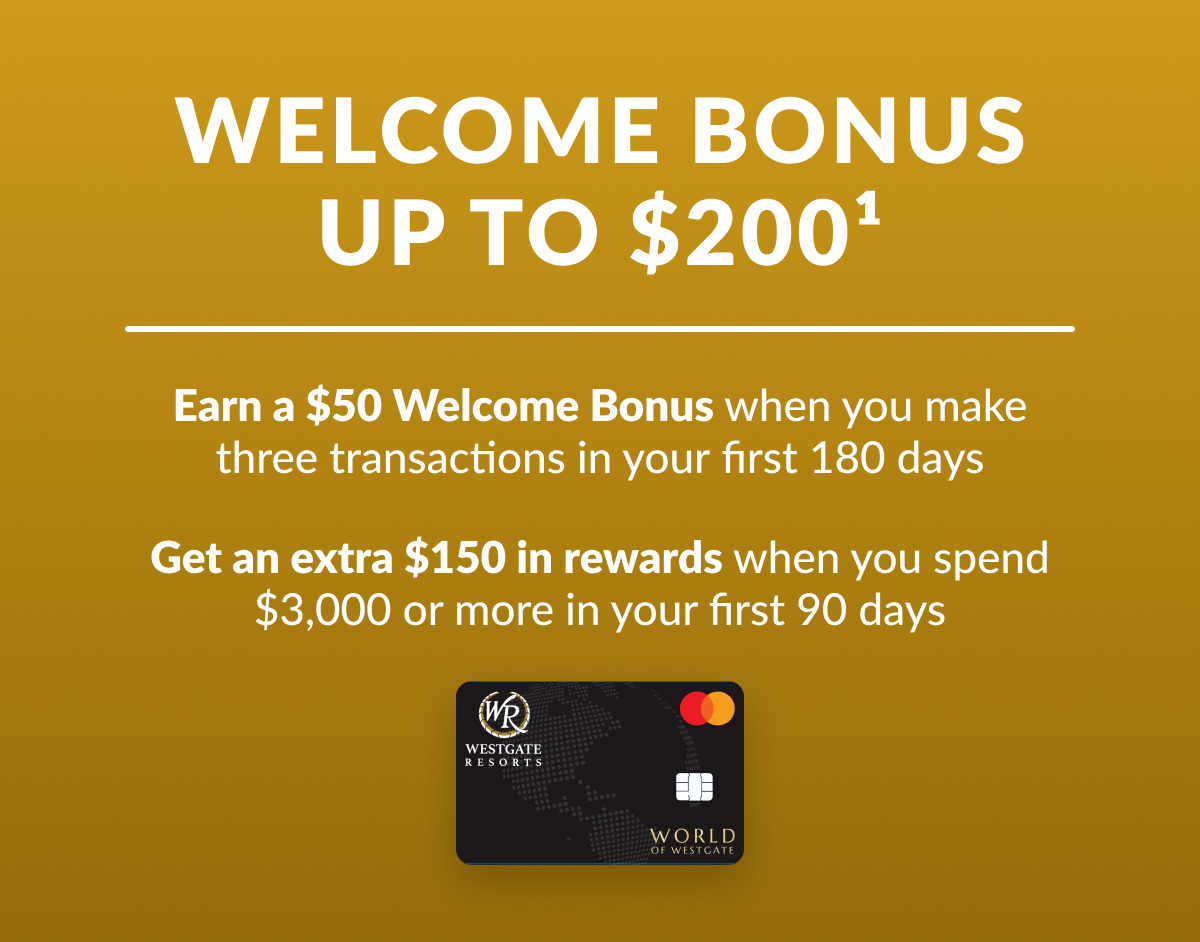 WELCOME BONUS
UP TO $200¹
Earn a $50 Welcome Bonus when you make
three transactions in your first 180 days
Get an extra $150 in rewards when you spend
$3,000 or more in your first 90 days
WR
WESTGATE
RESORTS
WORLD
OF WESTGATE